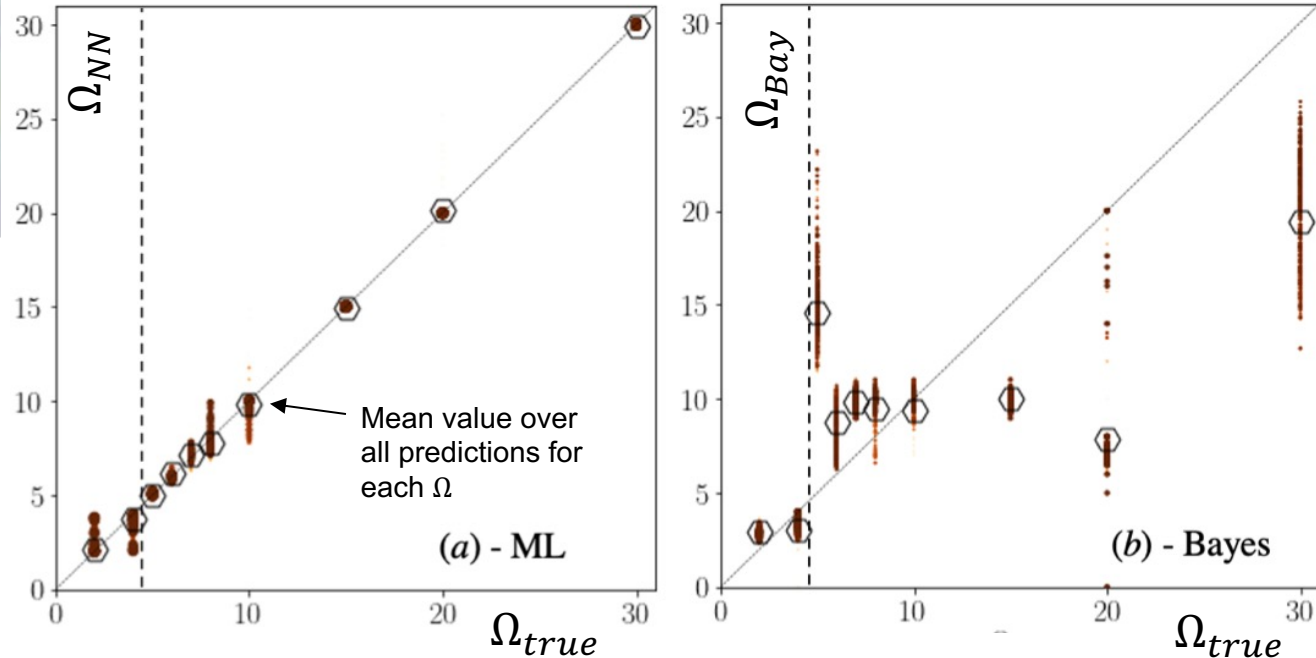 Ω_NN
30
25
20
15
10
5
0
0 10 20 30
Ω_true
Mean value over
all predictions for
each Ω
(a) - ML
Ω_Bay
30
25
20
15
10
5
0
0 10 20 30
Ω_true
(b) - Bayes